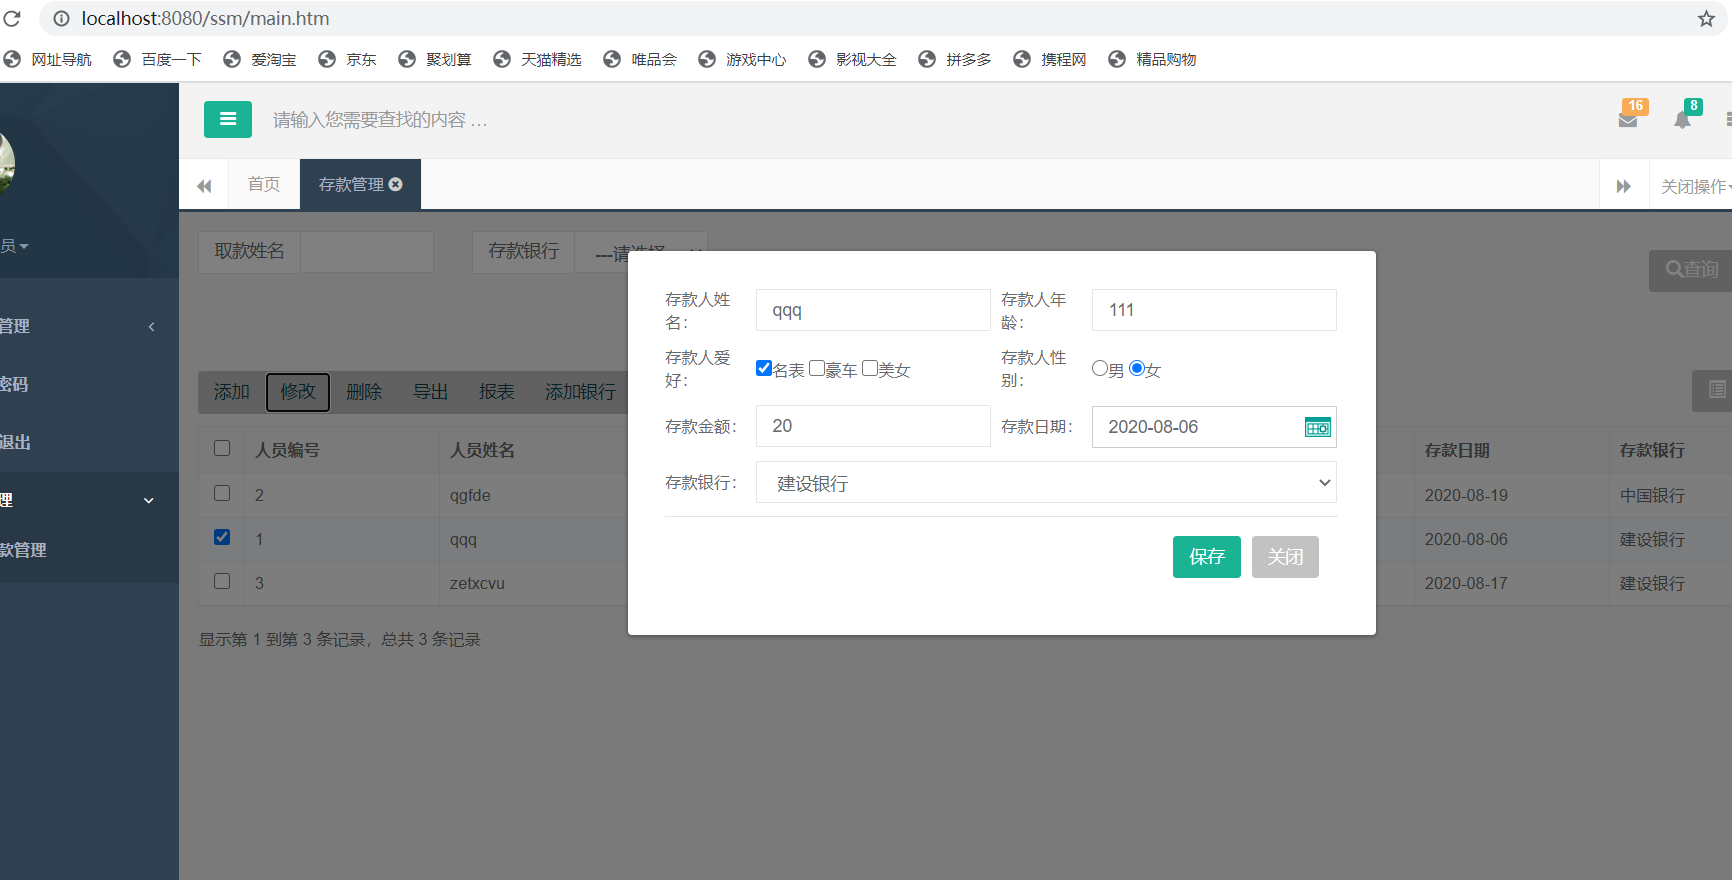 localhost:8080/ssm/main.htm
网址导航 百度一下 爱淘宝 京东 聚划算 天猫精选 唯品会 游戏中心 影视大全 拼多多 携程网 精品购物
请输入您需要查找的内容 …
16
8
首页 存款管理 关闭操作
员
管理
密码
退出
理
款管理
取款姓名 存款银行 ---请选择
查询
添加 修改 删除 导出 报表 添加银行
人员编号 人员姓名 存款日期 存款银行
2 qgfde 2020-08-19 中国银行
1 qqq 2020-08-06 建设银行
3 zetxcvu 2020-08-17 建设银行
显示第 1 到第 3 条记录，总共 3 条记录
存款人姓名： qqq 存款人年龄： 111
存款人爱好： 名表 豪车 美女 存款人性别： 男 女
存款金额： 20 存款日期： 2020-08-06
存款银行： 建设银行
保存 关闭